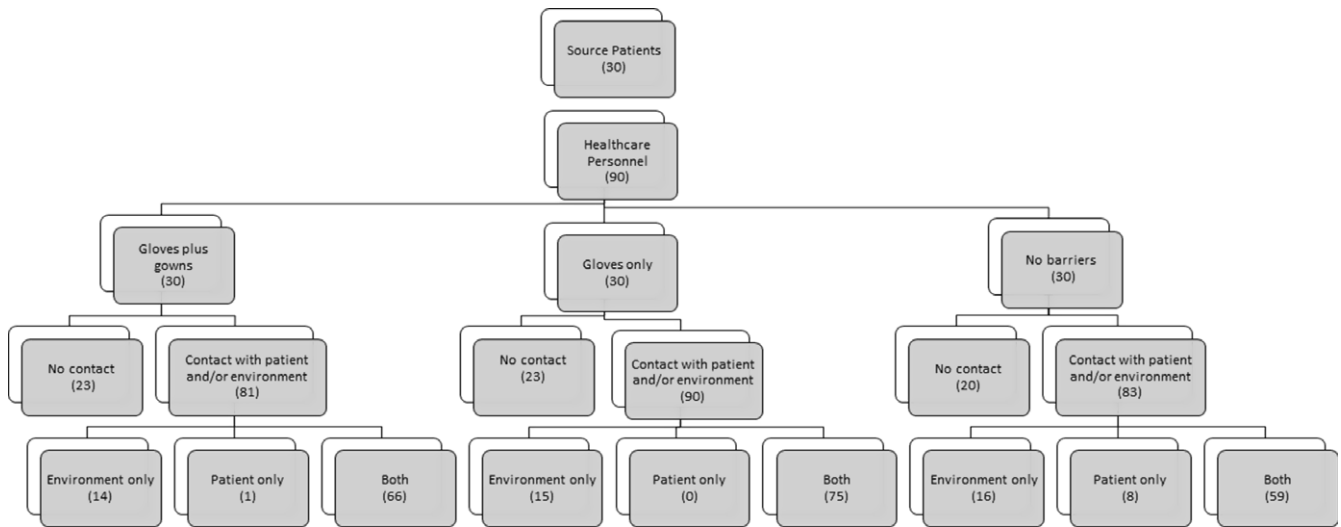 Source Patients
(30)
Healthcare
Personnel
(90)
Gloves plus
gowns
(30)
Gloves only
(30)
No barriers
(30)
No contact
(23)
Contact with patient
and/or environment
(81)
No contact
(23)
Contact with patient
and/or environment
(90)
No contact
(20)
Contact with patient
and/or environment
(83)
Environment only
(14)
Patient only
(1)
Both
(66)
Environment only
(15)
Patient only
(0)
Both
(75)
Environment only
(16)
Patient only
(8)
Both
(59)